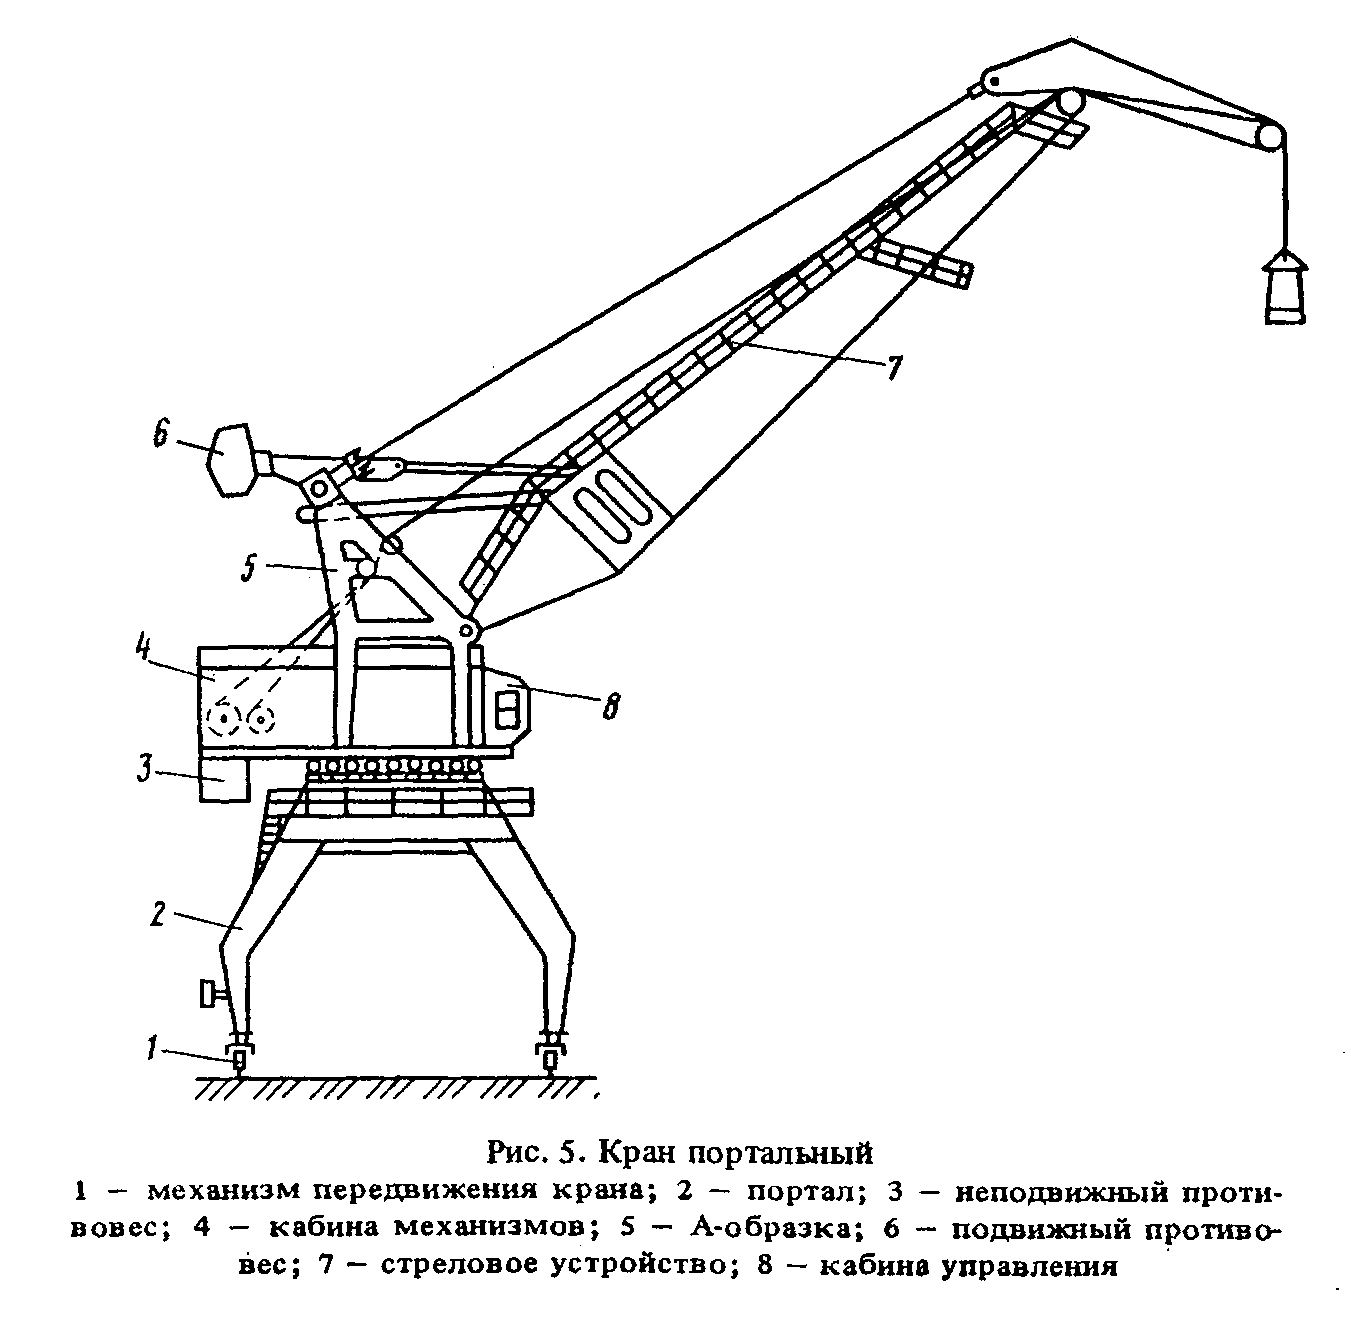 6
7
5
4
8
3
2
1
Рис. 5. Кран портальный
1 — механизм передвижения крана; 2 — портал; 3 — неподвижный проти-
вовес; 4 — кабина механизмов; 5 — А-образка; 6 — подвижный противо-
вес; 7 — стреловое устройство; 8 — кабина управления